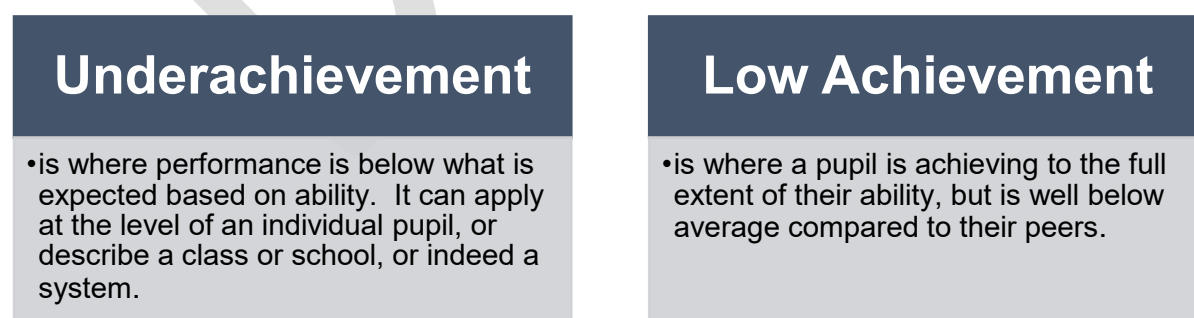 Underachievement
•is where performance is below what is
expected based on ability.  It can apply
at the level of an individual pupil, or
describe a class or school, or indeed a
system.
Low Achievement
•is where a pupil is achieving to the full
extent of their ability, but is well below
average compared to their peers.